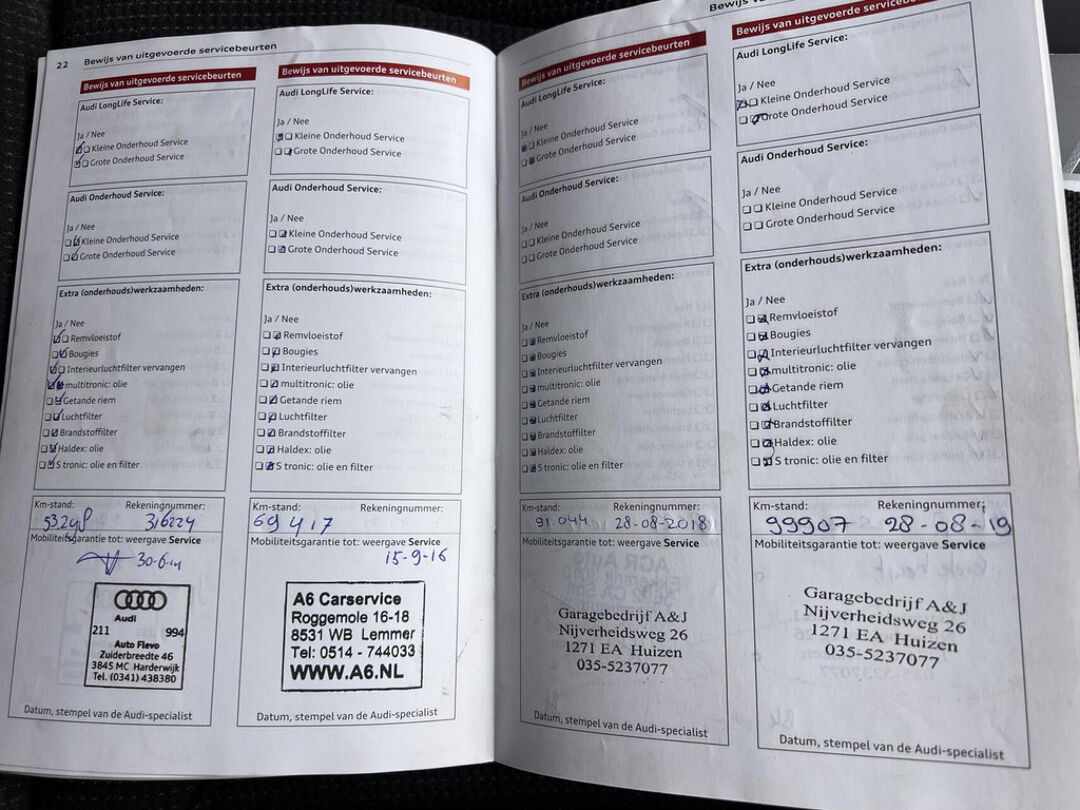 22 Bewijs van uitgevoerde servicebeurten
Bewijs van uitgevoerde servicebeurten
Audi LongLife Service:
Ja / Nee
Kleine Onderhoud Service
Grote Onderhoud Service
Audi Onderhoud Service:
Ja / Nee
Kleine Onderhoud Service
Grote Onderhoud Service
Extra (onderhouds)werkzaamheden:
Ja / Nee
Remvloeistof
Bougies
Interieurluchtfilter vervangen
multitronic: olie
Getande riem
Luchtfilter
Brandstoffilter
Haldex: olie
S tronic: olie en filter
Km-stand: Rekeningnummer:
53248 316224
Mobiliteitsgarantie tot: weergave Service
30-6-14
Audi
211 994
Auto Flevo
Zuiderbreedte 46
3845 MC Harderwijk
Tel. (0341) 438380
Datum, stempel van de Audi-specialist
Bewijs van uitgevoerde servicebeurten
Audi LongLife Service:
Ja / Nee
Kleine Onderhoud Service
Grote Onderhoud Service
Audi Onderhoud Service:
Ja / Nee
Kleine Onderhoud Service
Grote Onderhoud Service
Extra (onderhouds)werkzaamheden:
Ja / Nee
Remvloeistof
Bougies
Interieurluchtfilter vervangen
multitronic: olie
Getande riem
Luchtfilter
Brandstoffilter
Haldex: olie
S tronic: olie en filter
Km-stand: Rekeningnummer:
69417
Mobiliteitsgarantie tot: weergave Service
15-9-16
A6 Carservice
Roggemole 16-18
8531 WB Lemmer
Tel: 0514 - 744033
WWW.A6.NL
Datum, stempel van de Audi-specialist
Bewijs
Bewijs van uitgevoerde servicebeurten
Audi LongLife Service:
Ja / Nee
Kleine Onderhoud Service
Grote Onderhoud Service
Audi Onderhoud Service:
Ja / Nee
Kleine Onderhoud Service
Grote Onderhoud Service
Extra (onderhouds)werkzaamheden:
Ja / Nee
Remvloeistof
Bougies
Interieurluchtfilter vervangen
multitronic: olie
Getande riem
Luchtfilter
Brandstoffilter
Haldex: olie
S tronic: olie en filter
Km-stand: Rekeningnummer:
91.044 28-08-2018
Mobiliteitsgarantie tot: weergave Service
Garagebedrijf A&J
Nijverheidsweg 26
1271 EA Huizen
035-5237077
Datum, stempel van de Audi-specialist
Bewijs van uitgevoerde servicebeurten
Audi LongLife Service:
Ja / Nee
Kleine Onderhoud Service
Grote Onderhoud Service
Audi Onderhoud Service:
Ja / Nee
Kleine Onderhoud Service
Grote Onderhoud Service
Extra (onderhouds)werkzaamheden:
Ja / Nee
Remvloeistof
Bougies
Interieurluchtfilter vervangen
multitronic: olie
Getande riem
Luchtfilter
Brandstoffilter
Haldex: olie
S tronic: olie en filter
Km-stand: Rekeningnummer:
99907 28-08-19
Mobiliteitsgarantie tot: weergave Service
Garagebedrijf A&J
Nijverheidsweg 26
1271 EA Huizen
035-5237077
Datum, stempel van de Audi-specialist